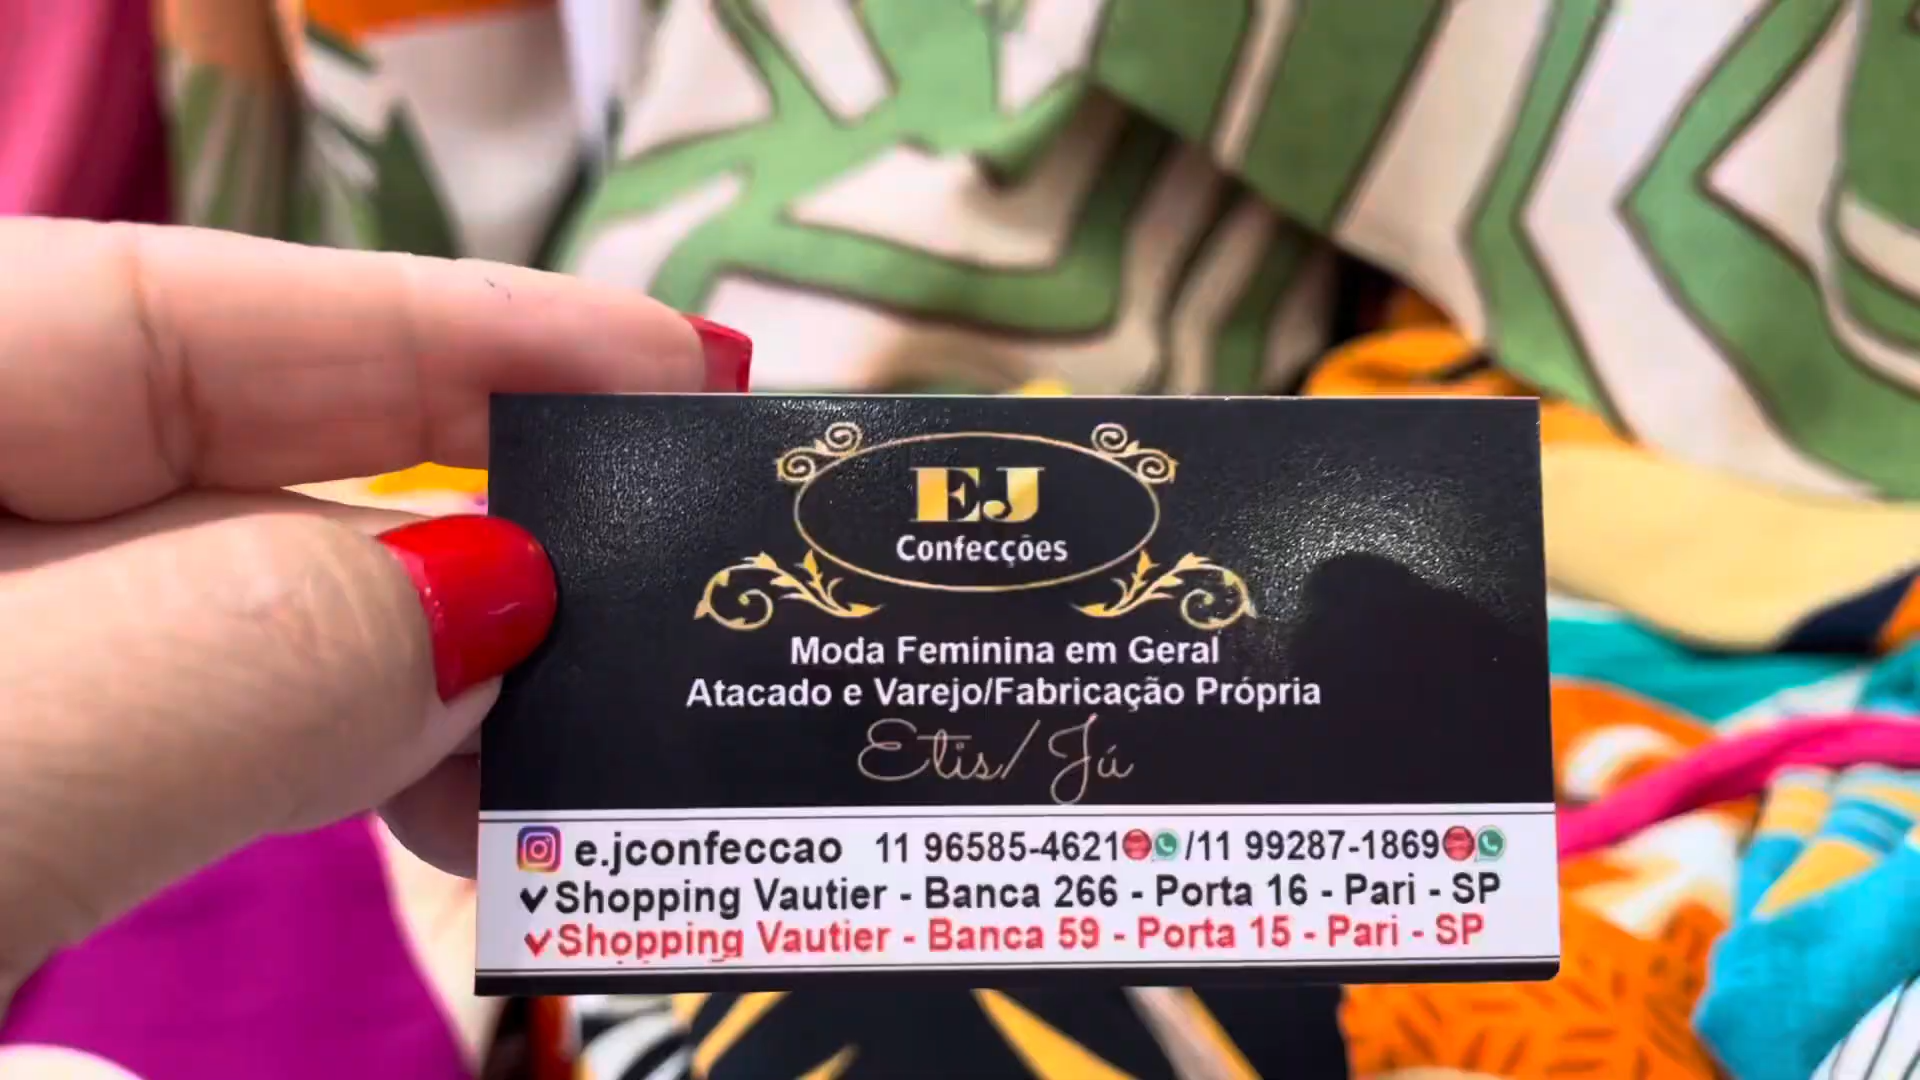 EJ
Confecções
Moda Feminina em Geral
Atacado e Varejo/Fabricação Própria
Elis/ Jú
e.jconfeccao 11 96585-4621 /11 99287-1869
Shopping Vautier - Banca 266 - Porta 16 - Pari - SP
Shopping Vautier - Banca 59 - Porta 15 - Pari - SP